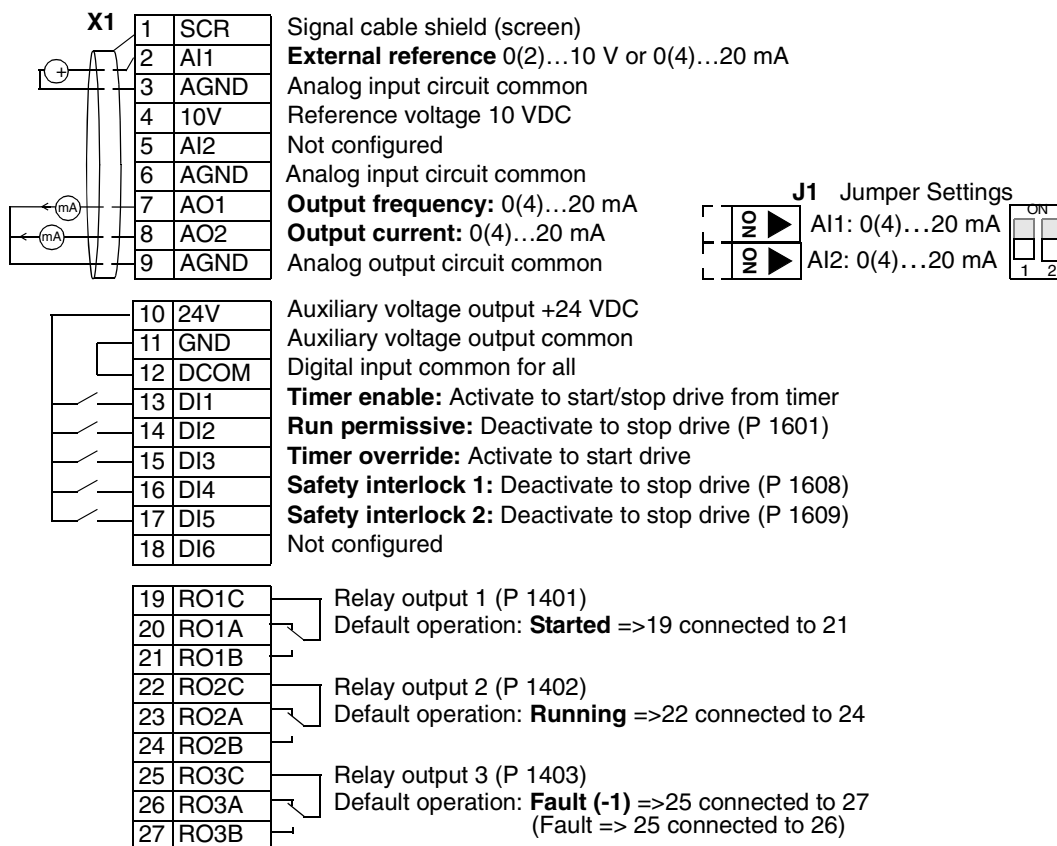 X1
1 SCR Signal cable shield (screen)
2 AI1 External reference 0(2)…10 V or 0(4)…20 mA
+
3 AGND Analog input circuit common
4 10V Reference voltage 10 VDC
5 AI2 Not configured
6 AGND Analog input circuit common
mA 7 AO1 Output frequency: 0(4)…20 mA
mA 8 AO2 Output current: 0(4)…20 mA
9 AGND Analog output circuit common
J1 Jumper Settings
ON AI1: 0(4)…20 mA
ON AI2: 0(4)…20 mA
ON
1 2
10 24V Auxiliary voltage output +24 VDC
11 GND Auxiliary voltage output common
12 DCOM Digital input common for all
13 DI1 Timer enable: Activate to start/stop drive from timer
14 DI2 Run permissive: Deactivate to stop drive (P 1601)
15 DI3 Timer override: Activate to start drive
16 DI4 Safety interlock 1: Deactivate to stop drive (P 1608)
17 DI5 Safety interlock 2: Deactivate to stop drive (P 1609)
18 DI6 Not configured
19 RO1C Relay output 1 (P 1401)
20 RO1A Default operation: Started =>19 connected to 21
21 RO1B
22 RO2C Relay output 2 (P 1402)
23 RO2A Default operation: Running =>22 connected to 24
24 RO2B
25 RO3C Relay output 3 (P 1403)
26 RO3A Default operation: Fault (-1) =>25 connected to 27
27 RO3B (Fault => 25 connected to 26)